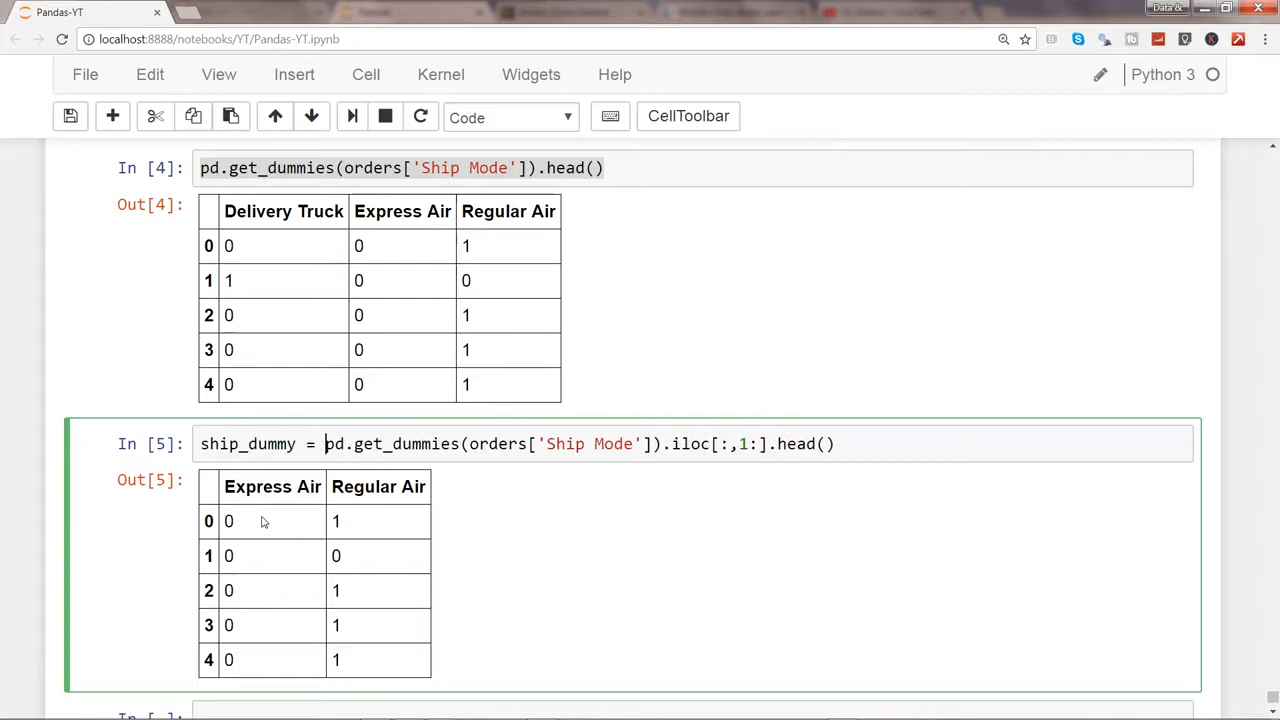 Pandas-YT
Data &
localhost:8888/notebooks/YT/Pandas-YT.ipynb
File Edit View Insert Cell Kernel Widgets Help
Python 3
Code
CellToolbar
In [4]: pd.get_dummies(orders['Ship Mode']).head()
Out[4]:
Delivery Truck Express Air Regular Air
0 0 0 1
1 1 0 0
2 0 0 1
3 0 0 1
4 0 0 1
In [5]: ship_dummy = pd.get_dummies(orders['Ship Mode']).iloc[:,1:].head()
Out[5]:
Express Air Regular Air
0 0 1
1 0 0
2 0 1
3 0 1
4 0 1